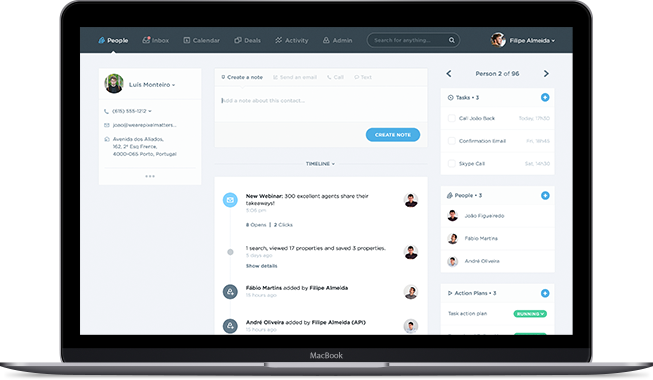 People
Inbox
Calendar
Deals
Activity
Admin
Search for anything...
Filipe Almeida
Luis Monteiro
(615) 555-1212
joao@wearepixelmatters...
Avenida dos Aliados,
162, 2º Esq Frente,
4000-065 Porto, Portugal
Create a note
Send an email
Call
Text
Add a note about this contact...
CREATE NOTE
TIMELINE
New Webinar: 300 excellent agents share their
takeaways!
5:06 pm
8 Opens | 2 Clicks
1 search, viewed 17 properties and saved 3 properties.
5 days ago
Show details
Fábio Martins added by Filipe Almeida
15 hours ago
André Oliveira added by Filipe Almeida (API)
15 hours ago
Person 2 of 96
Tasks • 3
Call João Back
Today, 17h30
Confirmation Email
Fri, 16h30
Skype Call
Sat, 14h30
People • 3
João Figueiredo
Fábio Martins
André Oliveira
Action Plans • 3
Task action plan
RUNNING
MacBook